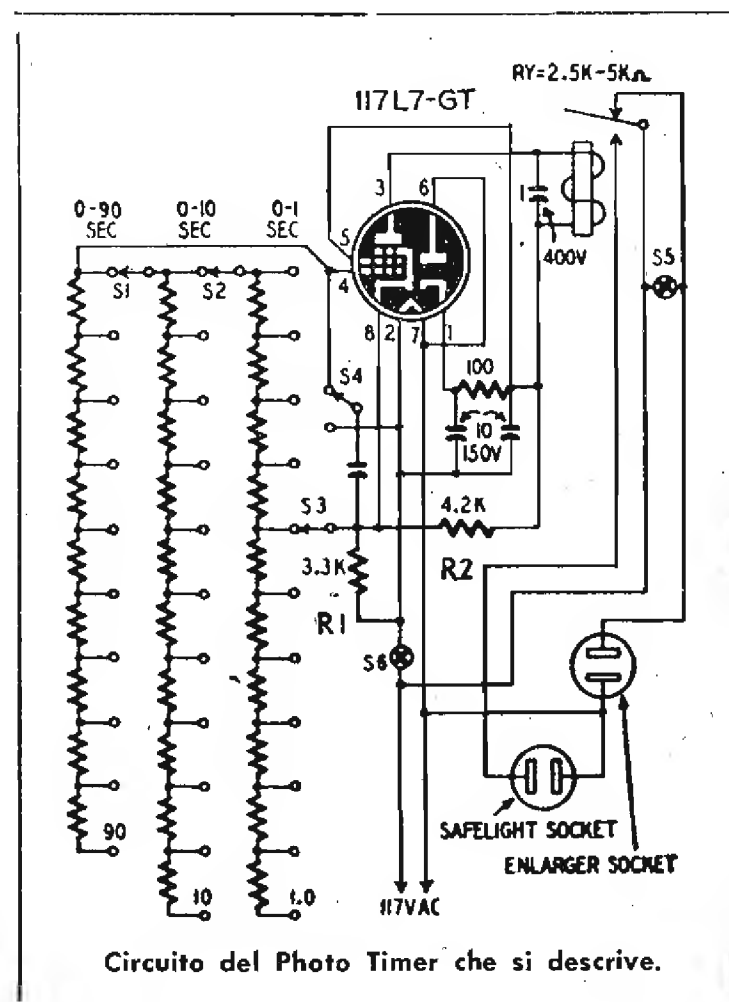 RY=2.5K-5KΩ
117L7-GT
3 6
0-90 SEC
0-10 SEC
0-1 SEC
1
400V
5
4
S5
S1
S2
8 2 7 1
S4
100
10
150V
S3
4.2K
3.3K
R2
R1
S6
90
10
1.0
SAFELIGHT SOCKET
ENLARGER SOCKET
117VAC
Circuito del Photo Timer che si descrive.